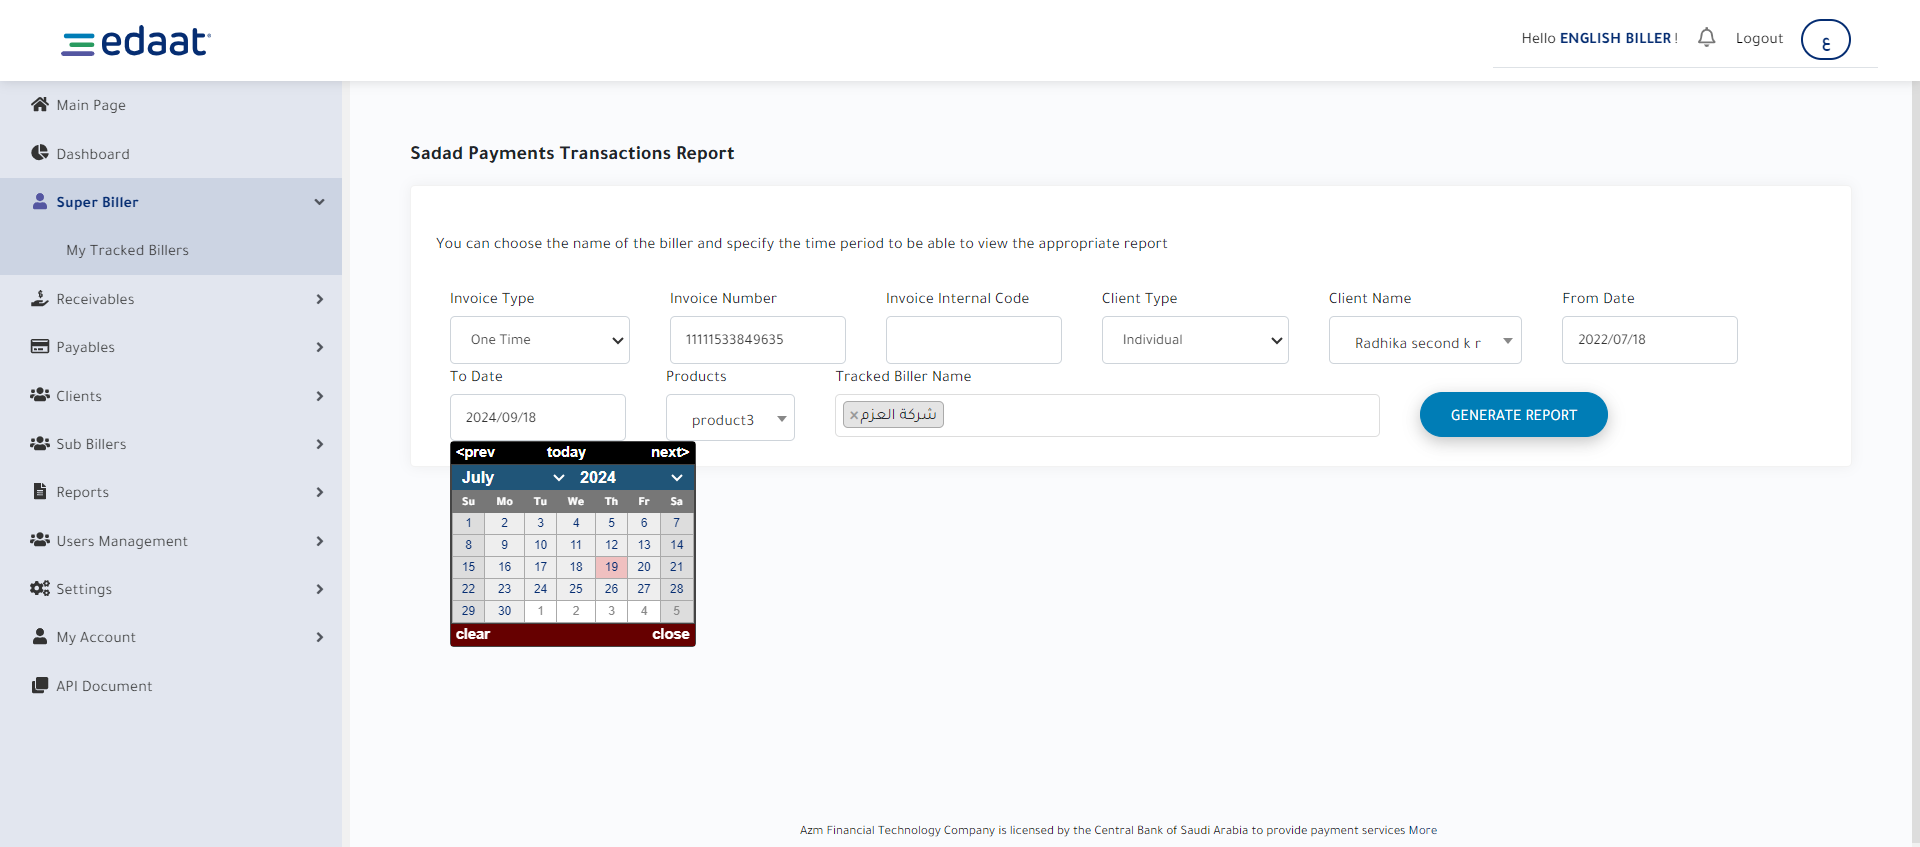 edaat
Hello ENGLISH BILLER !
Logout
ع
Main Page
Dashboard
Super Biller
My Tracked Billers
Receivables
Payables
Clients
Sub Billers
Reports
Users Management
Settings
My Account
API Document
Sadad Payments Transactions Report
You can choose the name of the biller and specify the time period to be able to view the appropriate report
Invoice Type Invoice Number Invoice Internal Code Client Type Client Name From Date
One Time 11111533849635 Individual Radhika second k r 2022/07/18
To Date Products Tracked Biller Name
2024/09/18 product3 ×شركة العزم GENERATE REPORT
<prev today next>
July 2024
Su Mo Tu We Th Fr Sa
1 2 3 4 5 6 7
8 9 10 11 12 13 14
15 16 17 18 19 20 21
22 23 24 25 26 27 28
29 30 1 2 3 4 5
clear close
Azm Financial Technology Company is licensed by the Central Bank of Saudi Arabia to provide payment services More